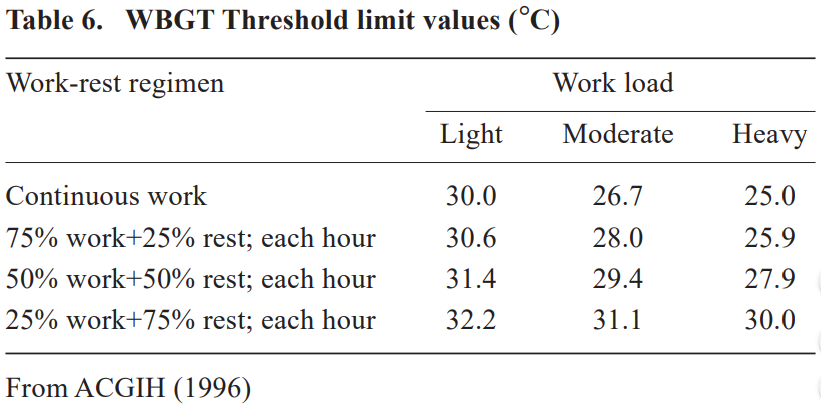 Table 6. WBGT Threshold limit values (°C)
Work-rest regimen Work load
Light Moderate Heavy
Continuous work 30.0 26.7 25.0
75% work+25% rest; each hour 30.6 28.0 25.9
50% work+50% rest; each hour 31.4 29.4 27.9
25% work+75% rest; each hour 32.2 31.1 30.0
From ACGIH (1996)